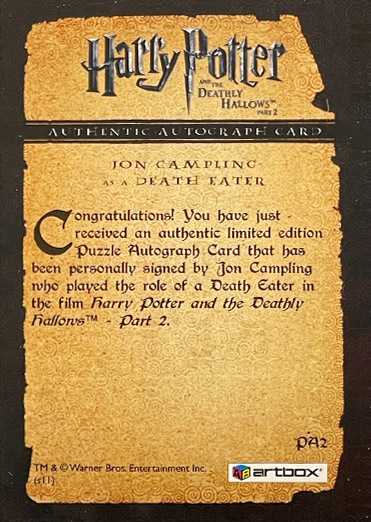 Harry Potter
AND THE
DEATHLY
HALLOWS™
PART 2
AUTHENTIC AUTOGRAPH CARD
JON CAMPLING
AS A DEATH EATER
Congratulations! You have just
received an authentic limited edition
Puzzle Autograph Card that has
been personally signed by Jon Campling
who played the role of a Death Eater in
the film Harry Potter and the Deathly
Hallows™ - Part 2.
PA2
TM & © Warner Bros. Entertainment Inc.
(s11)
artbox®